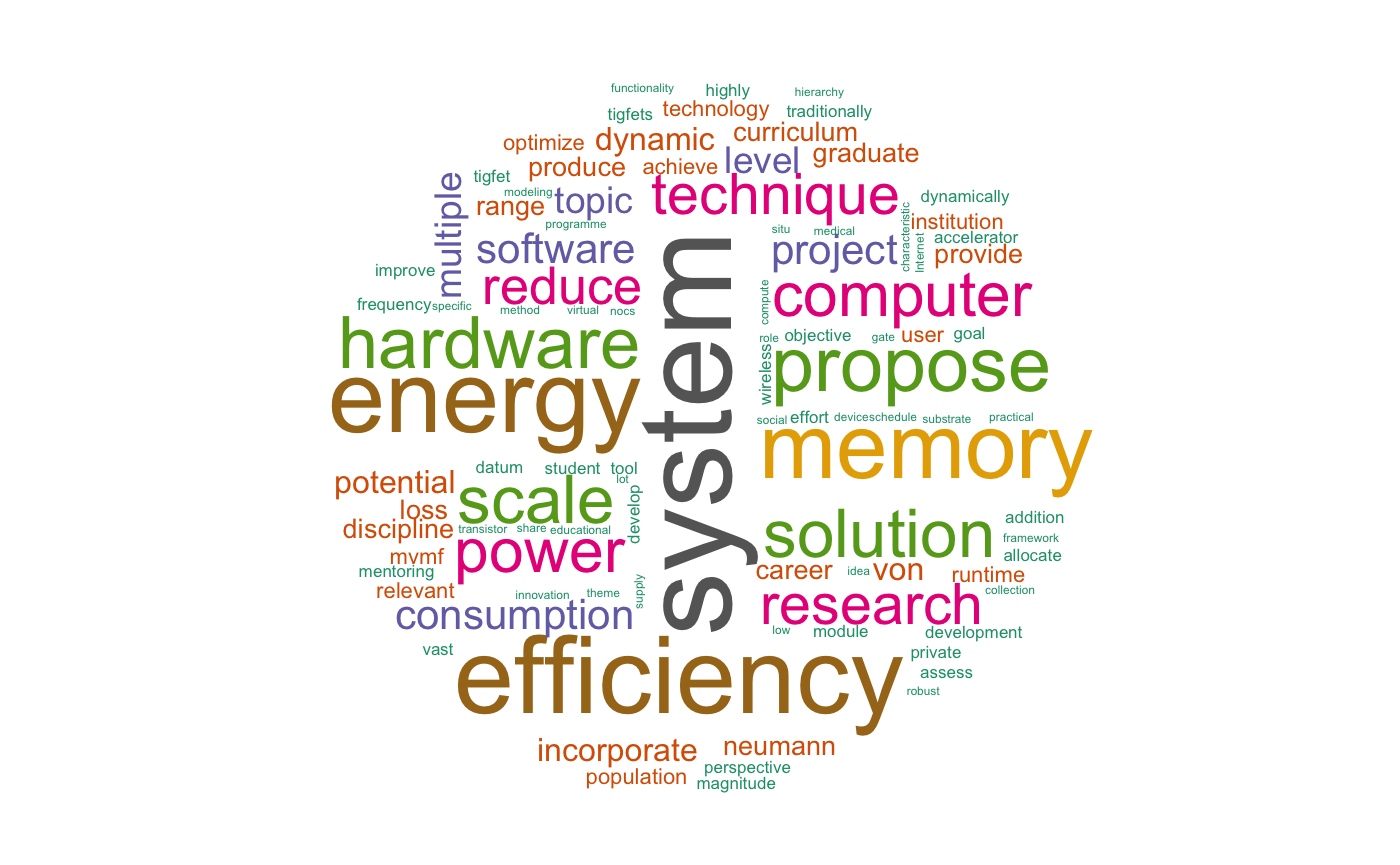 functionality
highly
hierarchy
tigfets
technology
traditionally
optimize
dynamic
curriculum
produce
achieve
level
graduate
tigfet
modeling
range
topic
technique
dynamically
multiple
programme
situ
medical
characteristic
Internet
institution
accelerator
software
project
provide
improve
reduce
computer
frequency
specific
method
virtual
nocs
compute
hardware
system
role
objective
gate
user
goal
energy
wireless
propose
social
effort
device
schedule
substrate
practical
memory
datum
student
tool
lot
potential
scale
develop
loss
discipline
transistor
share
educational
solution
addition
framework
allocate
mvmf
power
mentoring
career
idea
von
runtime
relevant
innovation
theme
supply
research
collection
consumption
low
module
development
vast
efficiency
private
assess
robust
incorporate
neumann
population
perspective
magnitude